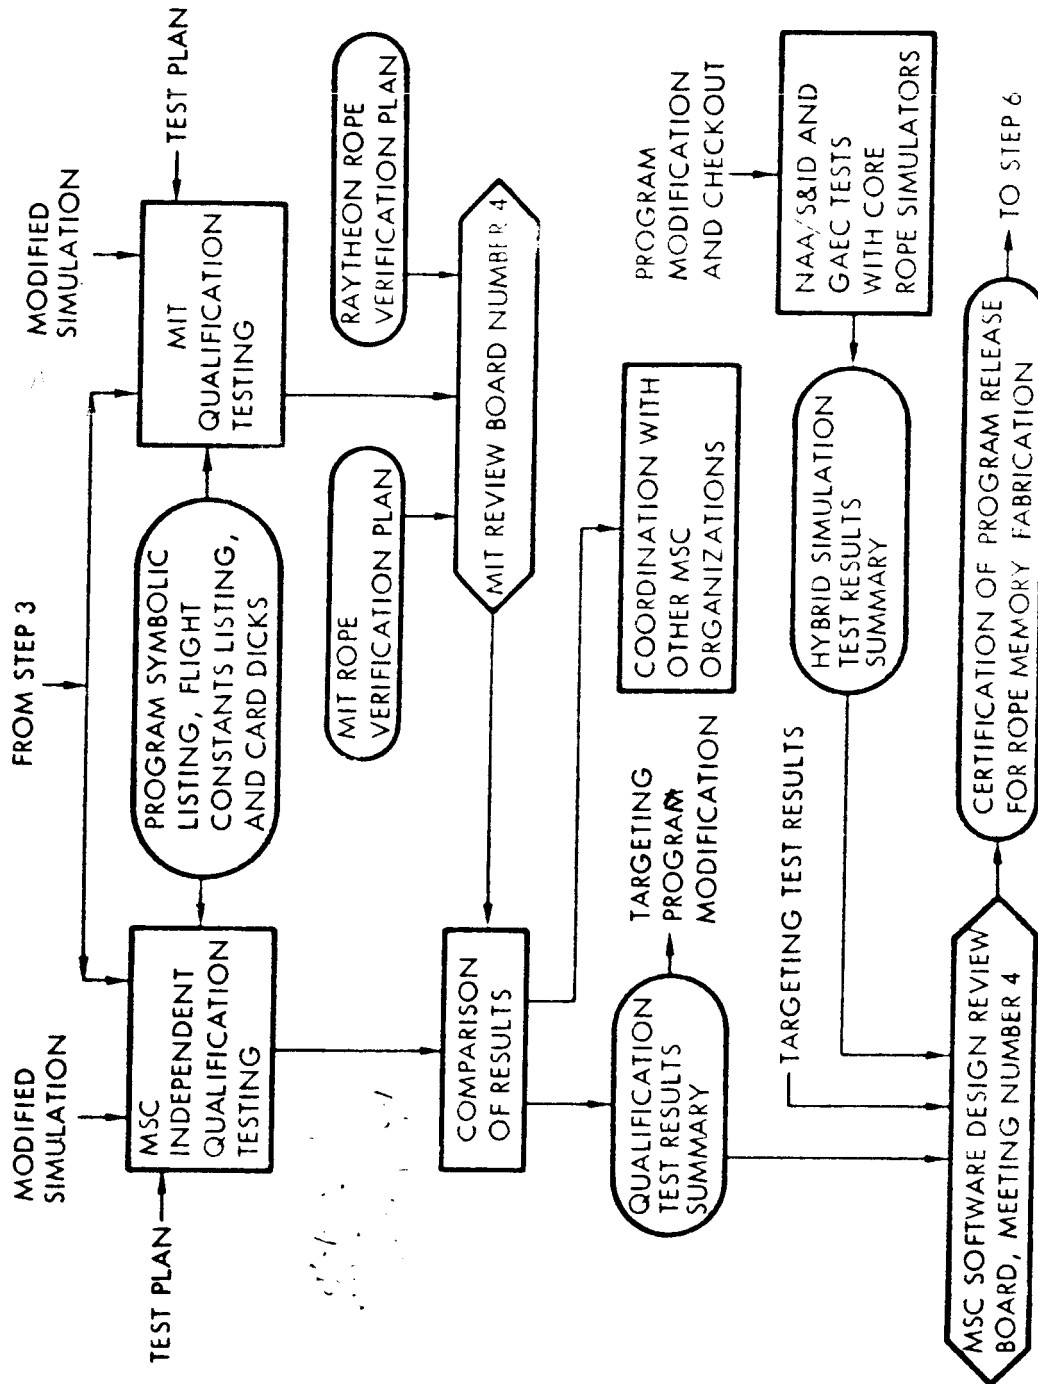 FROM STEP 3
MODIFIED
SIMULATION
MODIFIED
SIMULATION
TEST PLAN
MSC
INDEPENDENT
QUALIFICATION
TESTING
PROGRAM SYMBOLIC
LISTING, FLIGHT
CONSTANTS LISTING,
AND CARD DICKS
MIT
QUALIFICATION
TESTING
TEST PLAN
MIT ROPE
VERIFICATION PLAN
RAYTHEON ROPE
VERIFICATION PLAN
COMPARISON
OF RESULTS
MIT REVIEW BOARD NUMBER 4
QUALIFICATION
TEST RESULTS
SUMMARY
TARGETING
PROGRAM
MODIFICATION
COORDINATION WITH
OTHER MSC
ORGANIZATIONS
PROGRAM
MODIFICATION
AND CHECKOUT
TARGETING TEST RESULTS
HYBRID SIMULATION
TEST RESULTS
SUMMARY
NAA/S&ID AND
GAEC TESTS
WITH CORE
ROPE SIMULATORS
MSC SOFTWARE DESIGN REVIEW
BOARD, MEETING NUMBER 4
CERTIFICATION OF PROGRAM RELEASE
FOR ROPE MEMORY FABRICATION
TO STEP 6